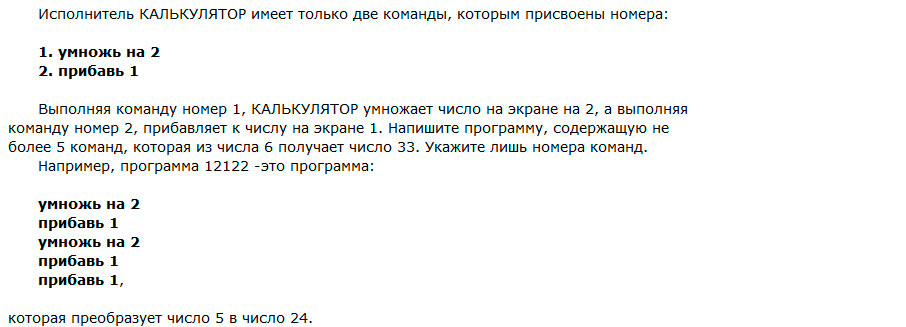 Исполнитель КАЛЬКУЛЯТОР имеет только две команды, которым присвоены номера:
1. умножь на 2
2. прибавь 1
Выполняя команду номер 1, КАЛЬКУЛЯТОР умножает число на экране на 2, а выполняя
команду номер 2, прибавляет к числу на экране 1. Напишите программу, содержащую не
более 5 команд, которая из числа 6 получает число 33. Укажите лишь номера команд.
Например, программа 12122 -это программа:
умножь на 2
прибавь 1
умножь на 2
прибавь 1
прибавь 1,
которая преобразует число 5 в число 24.